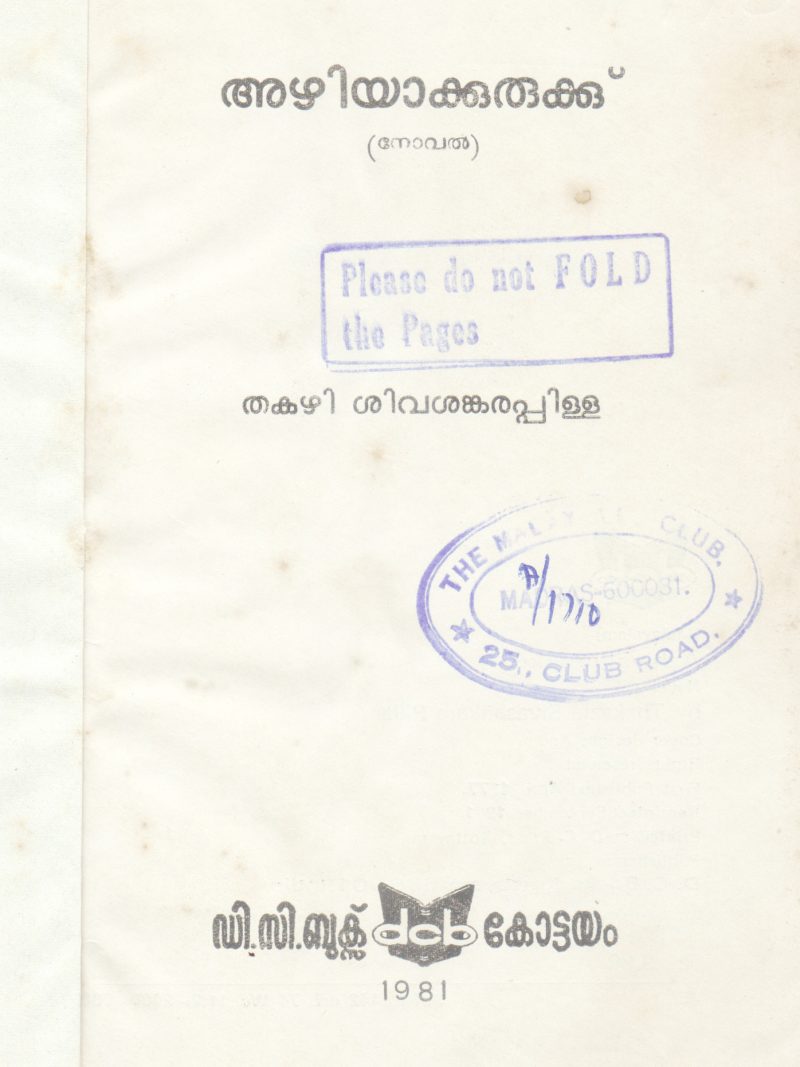 അഴിയാക്കുരുക്കു്
(നോവൽ)
Please do not FOLD
the Pages
തകഴി ശിവശങ്കരപ്പിള്ള
THE CLUB.
A/1710
MADRAS-600031.
25,, CLUB ROAD.
ഡി.സി.ബുക്സ് dcb കോട്ടയം
1981